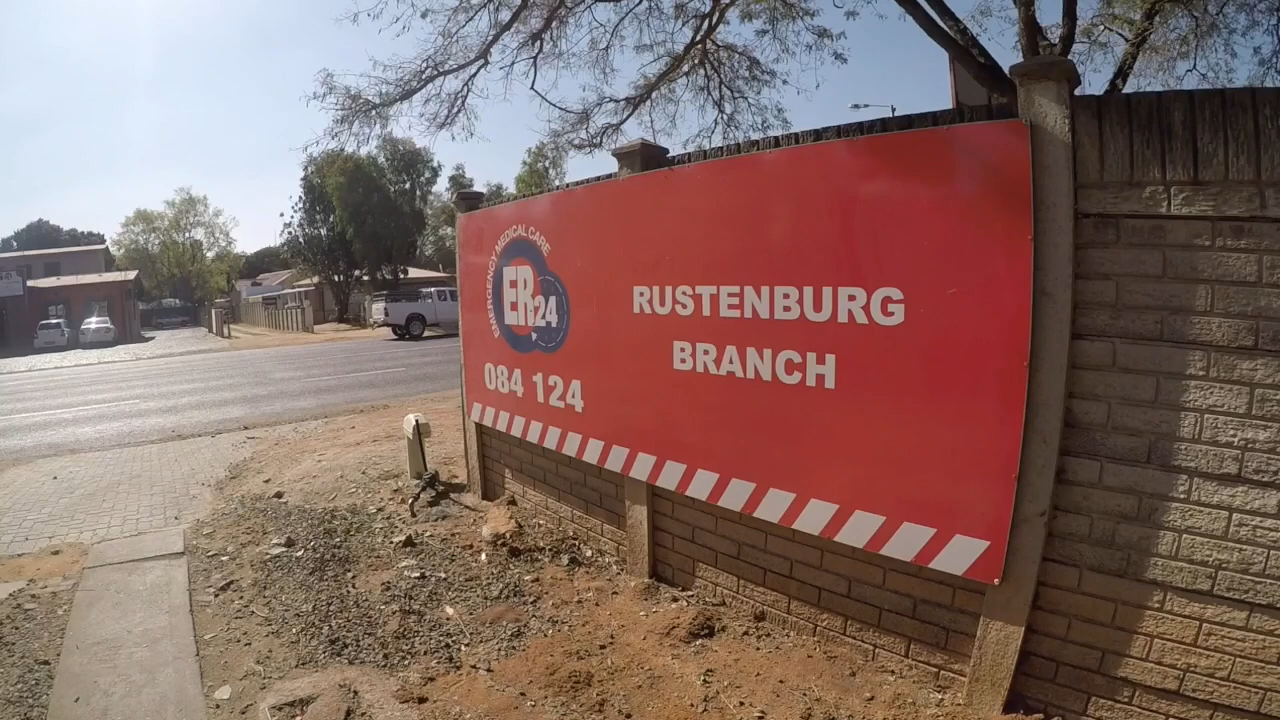 EMERGENCY MEDICAL CARE
ER24
084 124
RUSTENBURG
BRANCH